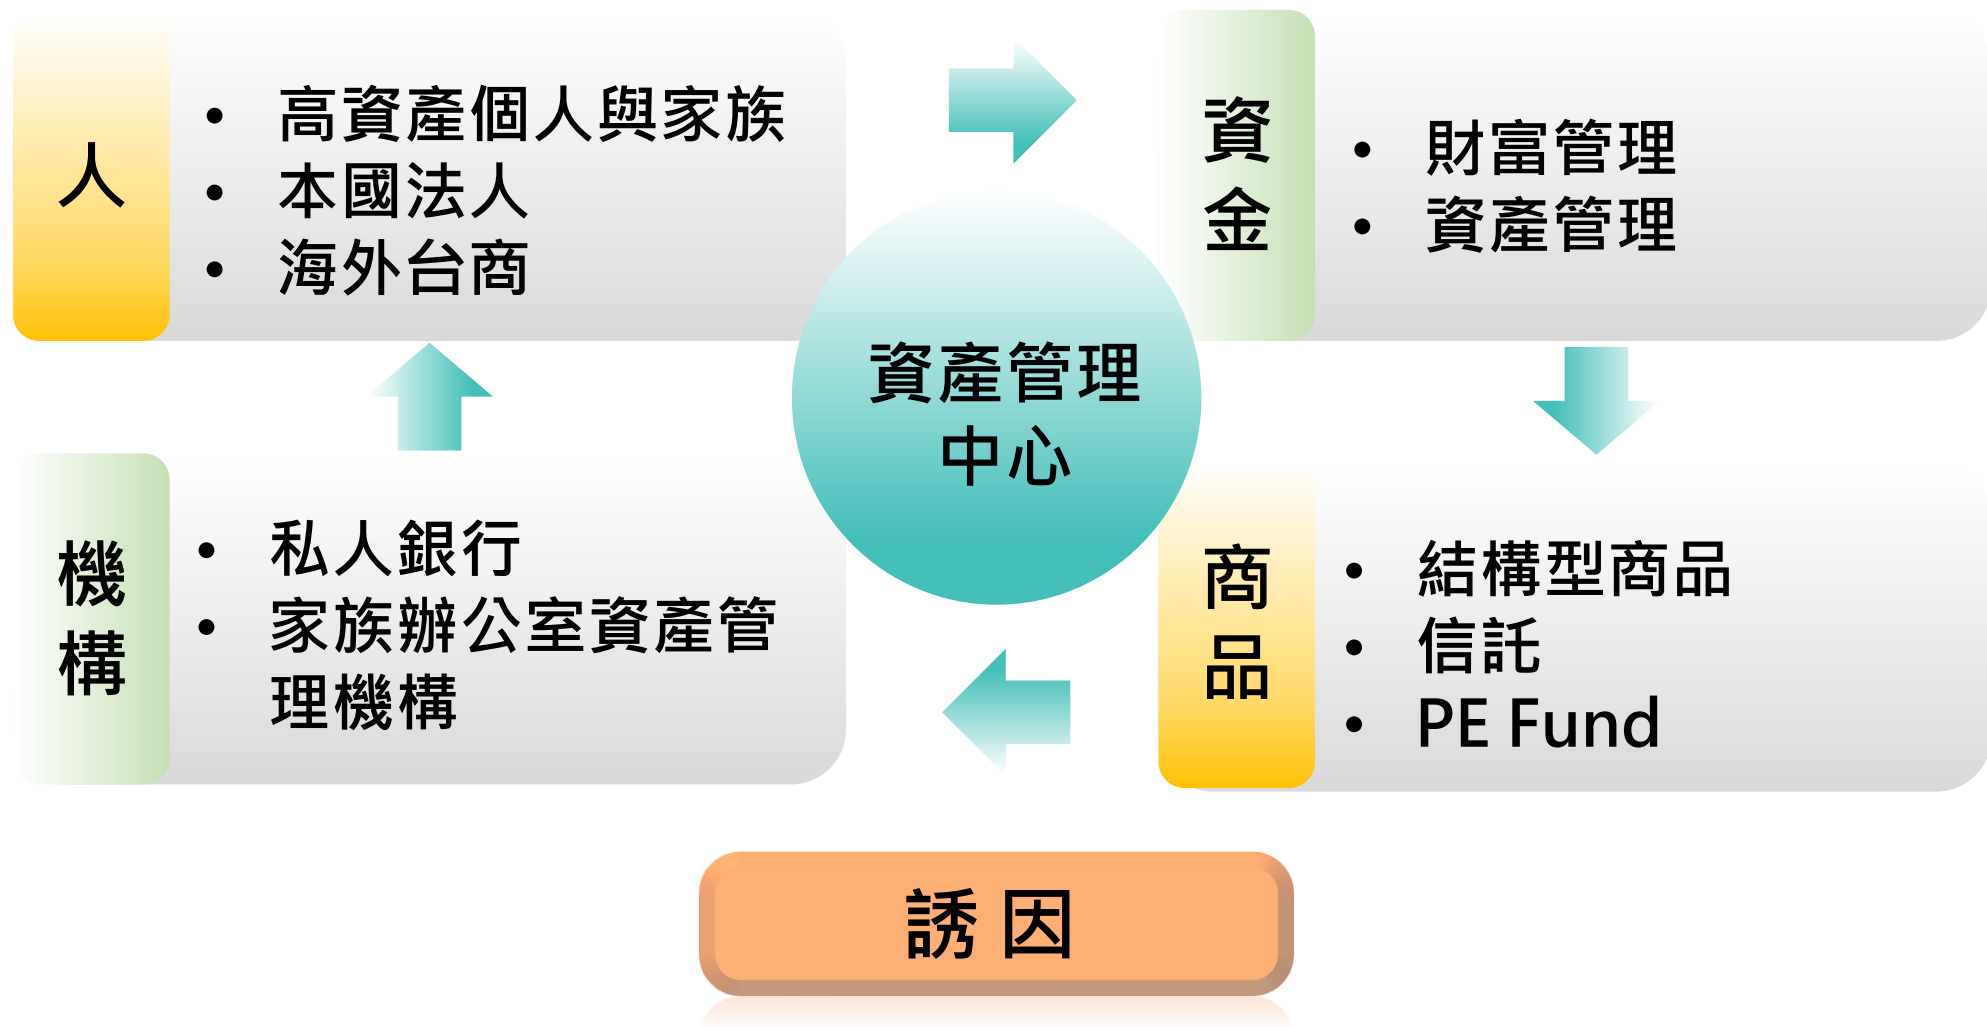 人
• 高資產個人與家族
• 本國法人
• 海外台商
資
金
• 財富管理
• 資產管理
資產管理
中心
機
構
• 私人銀行
• 家族辦公室資產管
理機構
商
品
• 結構型商品
• 信託
• PE Fund
誘 因